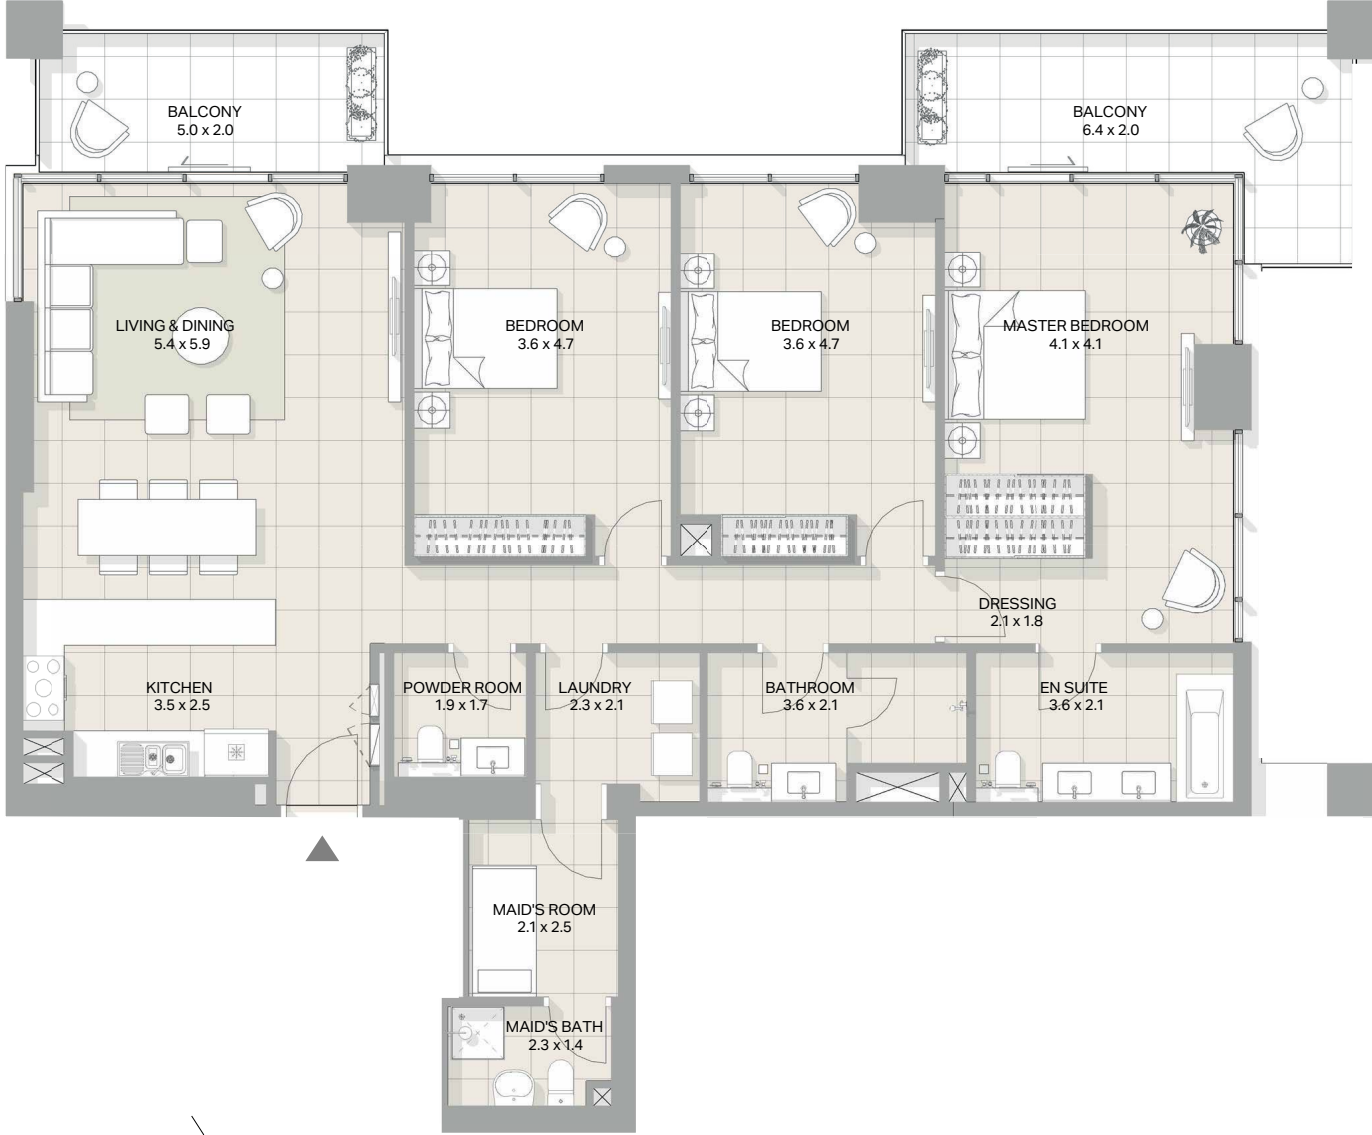 BALCONY
5.0 x 2.0
BALCONY
6.4 x 2.0
LIVING & DINING
5.4 x 5.9
BEDROOM
3.6 x 4.7
BEDROOM
3.6 x 4.7
MASTER BEDROOM
4.1 x 4.1
DRESSING
2.1 x 1.8
KITCHEN
3.5 x 2.5
POWDER ROOM
1.9 x 1.7
LAUNDRY
2.3 x 2.1
BATHROOM
3.6 x 2.1
EN SUITE
3.6 x 2.1
MAID'S ROOM
2.1 x 2.5
MAID'S BATH
2.3 x 1.4